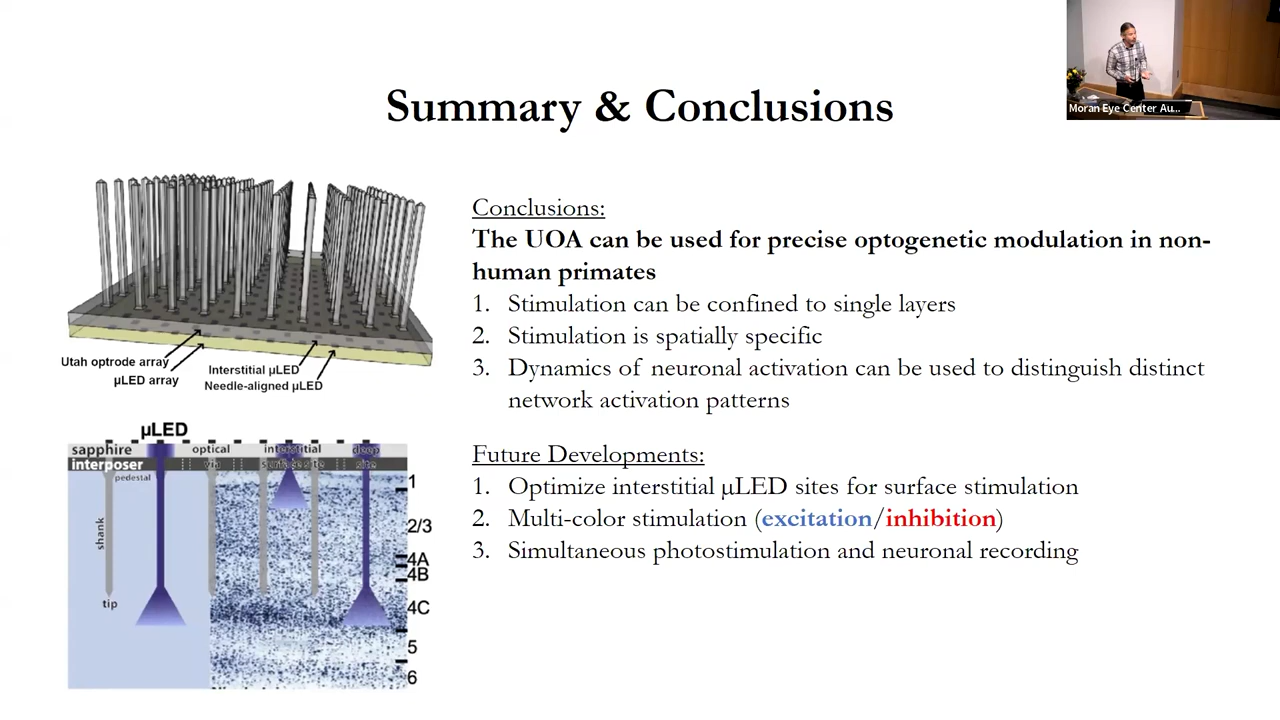 Moran Eye Center Au...
Summary & Conclusions
Utah optrode array
µLED array
Interstitial µLED
Needle-aligned µLED
µLED
sapphire
optical
interstitial
deep
interposer
via
surface site
site
pedestal
shank
tip
1
2/3
4A
4B
4C
5
6
Conclusions:
The UOA can be used for precise optogenetic modulation in non-
human primates
1. Stimulation can be confined to single layers
2. Stimulation is spatially specific
3. Dynamics of neuronal activation can be used to distinguish distinct
network activation patterns
Future Developments:
1. Optimize interstitial µLED sites for surface stimulation
2. Multi-color stimulation (excitation/inhibition)
3. Simultaneous photostimulation and neuronal recording